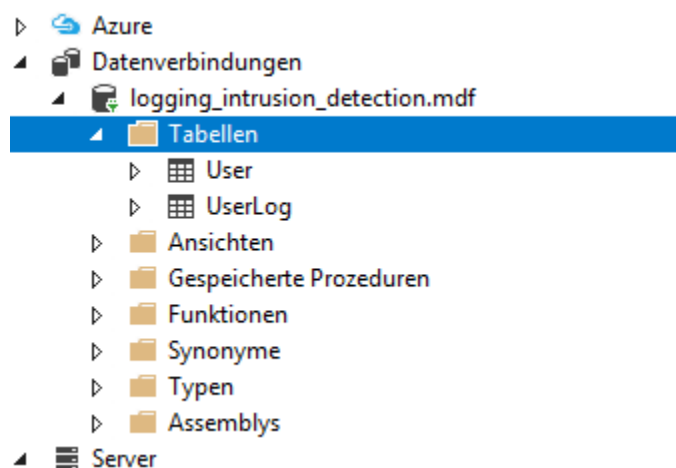 Azure
Datenverbindungen
logging_intrusion_detection.mdf
Tabellen
User
UserLog
Ansichten
Gespeicherte Prozeduren
Funktionen
Synonyme
Typen
Assemblys
Server